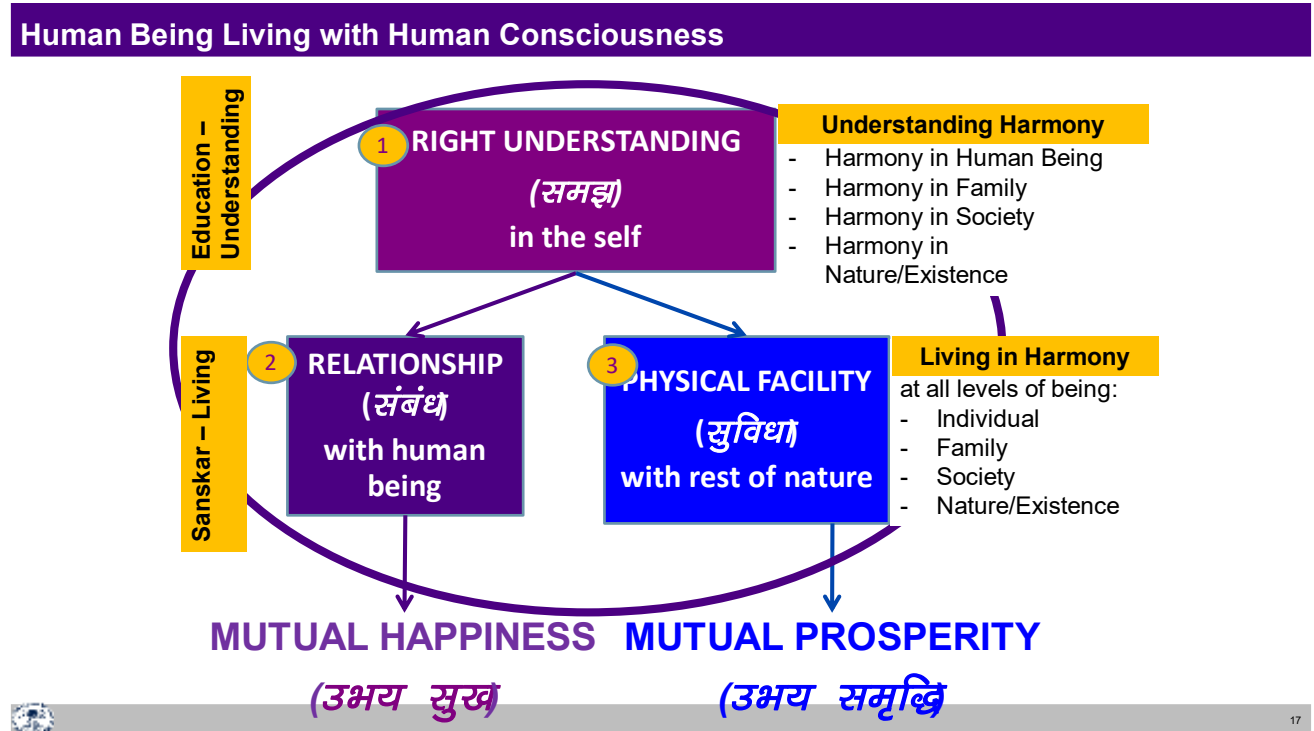 Human Being Living with Human Consciousness
Education –
Understanding
1
RIGHT UNDERSTANDING
(समझ)
in the self
Understanding Harmony
- Harmony in Human Being
- Harmony in Family
- Harmony in Society
- Harmony in
Nature/Existence
Sanskar – Living
2
RELATIONSHIP
(संबंध)
with human
being
3
PHYSICAL FACILITY
(सुविधा)
with rest of nature
Living in Harmony
at all levels of being:
- Individual
- Family
- Society
- Nature/Existence
MUTUAL HAPPINESS
(उभय सुख)
MUTUAL PROSPERITY
(उभय समृद्धि)
17